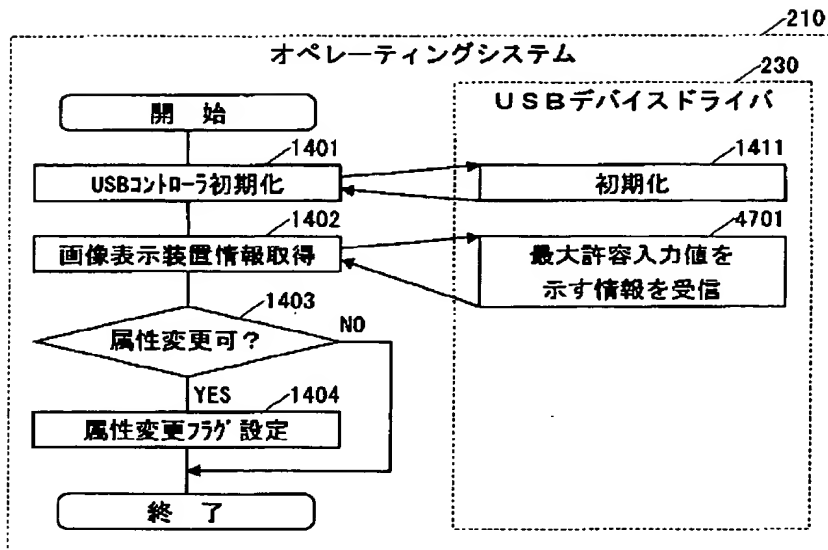 210
オペレーティングシステム
230
USBデバイスドライバ
開 始
1401
USBコントローラ初期化
1411
初期化
1402
画像表示装置情報取得
4701
最大許容入力値を
示す情報を受信
1403
属性変更可?
NO
YES
1404
属性変更フラグ設定
終 了